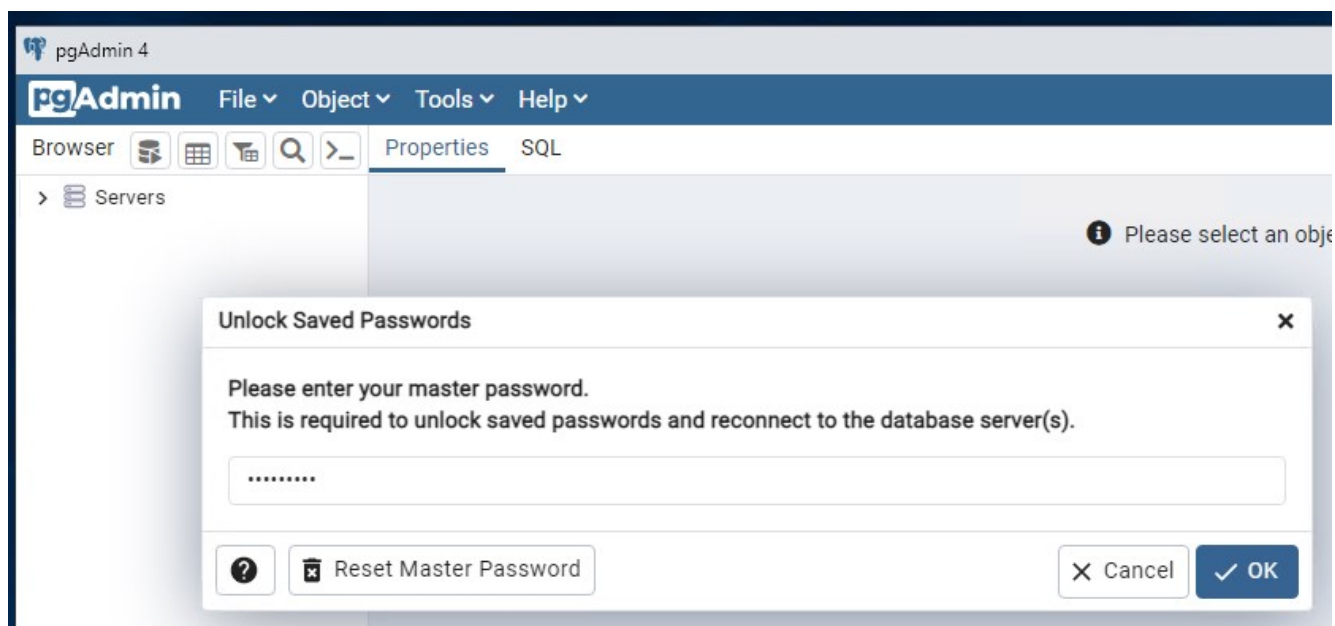 pgAdmin 4
pgAdmin File Object Tools Help
Browser Properties SQL
Servers
Please select an obje
Unlock Saved Passwords
Please enter your master password.
This is required to unlock saved passwords and reconnect to the database server(s).
•••••••••
Reset Master Password Cancel OK